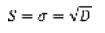 S = σ = √D